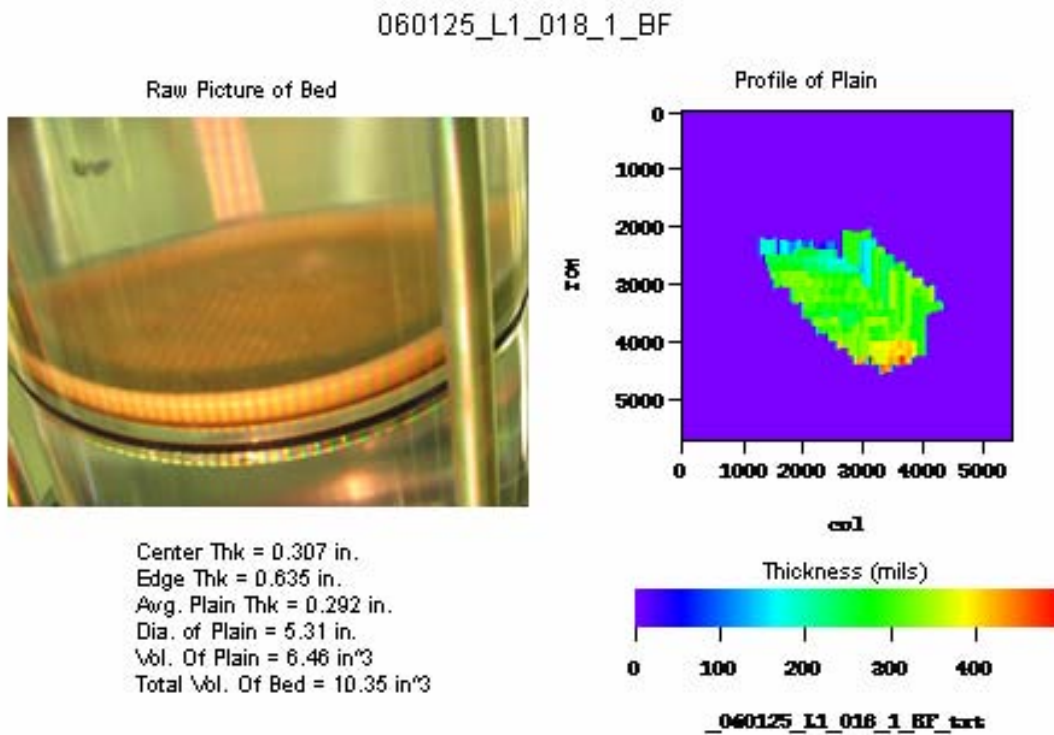 060125_L1_018_1_BF
Raw Picture of Bed
Profile of Plain
0
1000
2000
3000
4000
5000
row
0 1000 2000 3000 4000 5000
col
Center Thk = 0.307 in.
Edge Thk = 0.635 in.
Avg. Plain Thk = 0.292 in.
Dia. of Plain = 5.31 in.
Vol. Of Plain = 6.46 in^3
Total Vol. Of Bed = 10.35 in^3
Thickness (mils)
0 100 200 300 400
_060125_L1_018_1_BF_txt